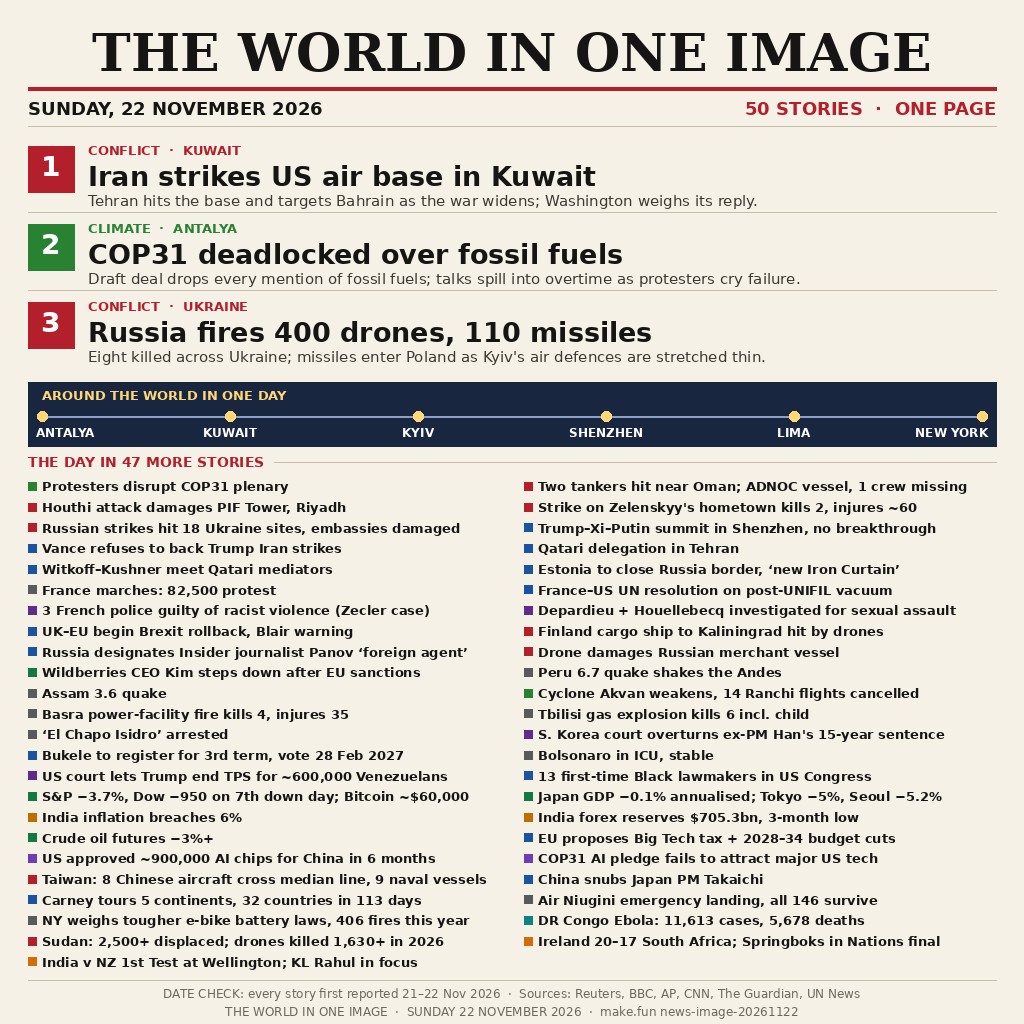 THE WORLD IN ONE IMAGE
SUNDAY, 22 NOVEMBER 2026
50 STORIES · ONE PAGE
1
CONFLICT · KUWAIT
Iran strikes US air base in Kuwait
Tehran hits the base and targets Bahrain as the war widens; Washington weighs its reply.
2
CLIMATE · ANTALYA
COP31 deadlocked over fossil fuels
Draft deal drops every mention of fossil fuels; talks spill into overtime as protesters cry failure.
3
CONFLICT · UKRAINE
Russia fires 400 drones, 110 missiles
Eight killed across Ukraine; missiles enter Poland as Kyiv's air defences are stretched thin.
AROUND THE WORLD IN ONE DAY
ANTALYA KUWAIT KYIV SHENZHEN LIMA NEW YORK
THE DAY IN 47 MORE STORIES
Protesters disrupt COP31 plenary
Houthi attack damages PIF Tower, Riyadh
Russian strikes hit 18 Ukraine sites, embassies damaged
Vance refuses to back Trump Iran strikes
Witkoff–Kushner meet Qatari mediators
France marches: 82,500 protest
3 French police guilty of racist violence (Zecler case)
UK–EU begin Brexit rollback, Blair warning
Russia designates Insider journalist Panov ‘foreign agent’
Wildberries CEO Kim steps down after EU sanctions
Assam 3.6 quake
Basra power-facility fire kills 4, injures 35
‘El Chapo Isidro’ arrested
Bukele to register for 3rd term, vote 28 Feb 2027
US court lets Trump end TPS for ~600,000 Venezuelans
S&P −3.7%, Dow −950 on 7th down day; Bitcoin ~$60,000
India inflation breaches 6%
Crude oil futures −3%+
US approved ~900,000 AI chips for China in 6 months
Taiwan: 8 Chinese aircraft cross median line, 9 naval vessels
Carney tours 5 continents, 32 countries in 113 days
NY weighs tougher e-bike battery laws, 406 fires this year
Sudan: 2,500+ displaced; drones killed 1,630+ in 2026
India v NZ 1st Test at Wellington; KL Rahul in focus
Two tankers hit near Oman; ADNOC vessel, 1 crew missing
Strike on Zelenskyy's hometown kills 2, injures ~60
Trump–Xi–Putin summit in Shenzhen, no breakthrough
Qatari delegation in Tehran
Estonia to close Russia border, ‘new Iron Curtain’
France–US UN resolution on post-UNIFIL vacuum
Depardieu + Houellebecq investigated for sexual assault
Finland cargo ship to Kaliningrad hit by drones
Drone damages Russian merchant vessel
Peru 6.7 quake shakes the Andes
Cyclone Akvan weakens, 14 Ranchi flights cancelled
Tbilisi gas explosion kills 6 incl. child
S. Korea court overturns ex-PM Han's 15-year sentence
Bolsonaro in ICU, stable
13 first-time Black lawmakers in US Congress
Japan GDP −0.1% annualised; Tokyo −5%, Seoul −5.2%
India forex reserves $705.3bn, 3-month low
EU proposes Big Tech tax + 2028–34 budget cuts
COP31 AI pledge fails to attract major US tech
China snubs Japan PM Takaichi
Air Niugini emergency landing, all 146 survive
DR Congo Ebola: 11,613 cases, 5,678 deaths
Ireland 20–17 South Africa; Springboks in Nations final
DATE CHECK: every story first reported 21–22 Nov 2026 · Sources: Reuters, BBC, AP, CNN, The Guardian, UN News
THE WORLD IN ONE IMAGE · SUNDAY 22 NOVEMBER 2026 · make.fun news-image-20261122